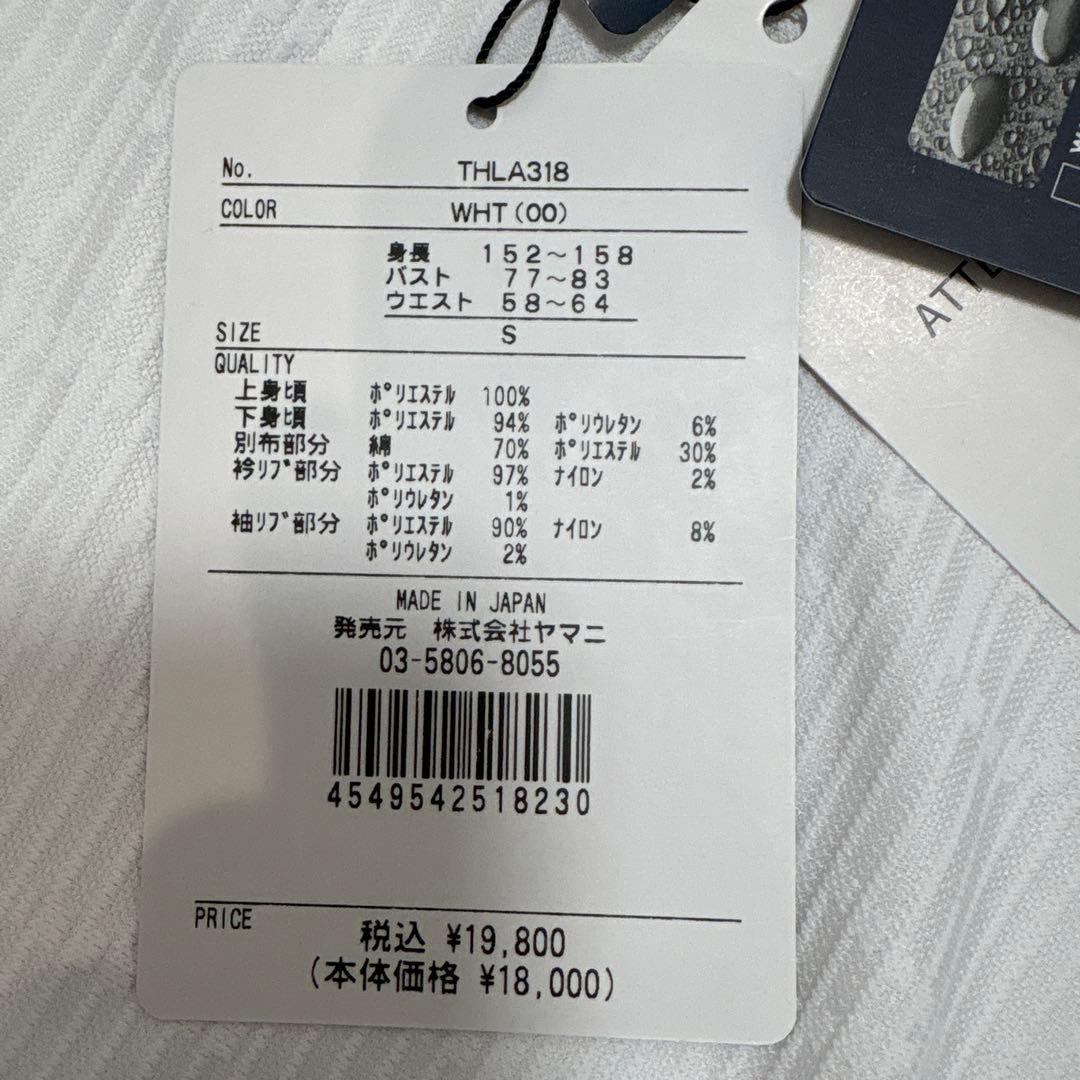 No. THLA318
COLOR WHT(00)
身長 152~158
バスト 77~83
ウエスト 58~64
SIZE S
QUALITY
上身頃 ポリエステル 100%
下身頃 ポリエステル 94% ポリウレタン 6%
別布部分 綿 70% ポリエステル 30%
衿リブ部分 ポリエステル 97% ナイロン 2%
ポリウレタン 1%
袖リブ部分 ポリエステル 90% ナイロン 8%
ポリウレタン 2%
MADE IN JAPAN
発売元 株式会社ヤマニ
03-5806-8055
4549542518230
PRICE
税込 ¥19,800
(本体価格 ¥18,000)